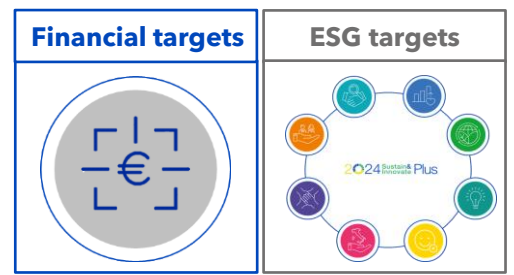 Financial targets
ESG targets
€
2024 Sustain& Innovate Plus